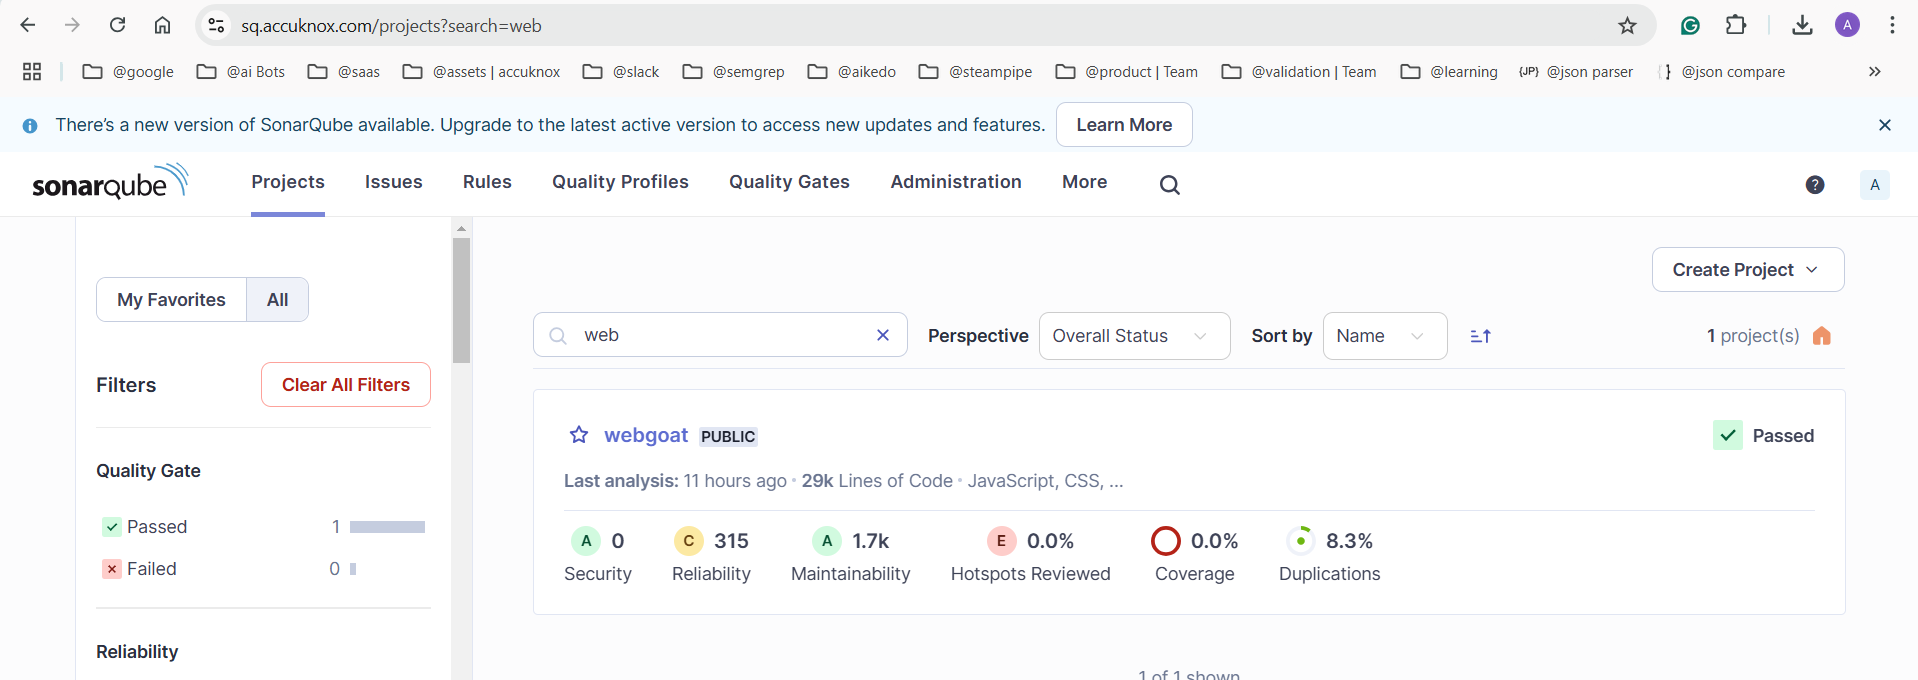 sq.accuknox.com/projects?search=web
A
@google @ai Bots @saas @assets | accuknox @slack @semgrep @aikedo @steampipe @product | Team @validation | Team @learning {JP} @json parser @json compare »
There's a new version of SonarQube available. Upgrade to the latest active version to access new updates and features. Learn More
sonarqube Projects Issues Rules Quality Profiles Quality Gates Administration More ? A
My Favorites All
Filters Clear All Filters
Quality Gate
Passed 1
Failed 0
Reliability
Create Project
web Perspective Overall Status Sort by Name 1 project(s)
webgoat PUBLIC Passed
Last analysis: 11 hours ago • 29k Lines of Code • JavaScript, CSS, ...
A 0 C 315 A 1.7k E 0.0% 0.0% 8.3%
Security Reliability Maintainability Hotspots Reviewed Coverage Duplications
1 of 1 shown